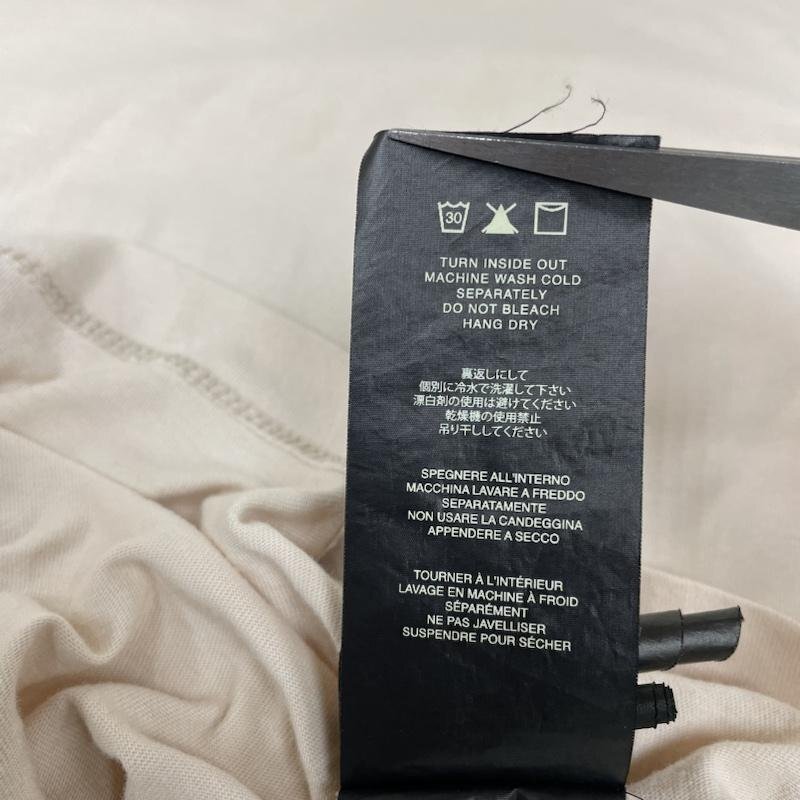 30
TURN INSIDE OUT
MACHINE WASH COLD
SEPARATELY
DO NOT BLEACH
HANG DRY
裏返しにして
個別に冷水で洗濯して下さい
漂白剤の使用は避けてください
乾燥機の使用禁止
吊り干ししてください
SPEGNERE ALL'INTERNO
MACCHINA LAVARE A FREDDO
SEPARATAMENTE
NON USARE LA CANDEGGINA
APPENDERE A SECCO
TOURNER À L'INTÉRIEUR
LAVAGE EN MACHINE À FROID
SÉPARÉMENT
NE PAS JAVELLISER
SUSPENDRE POUR SÉCHER